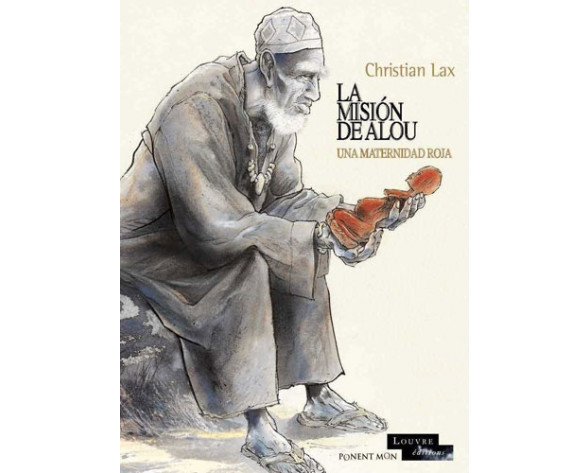 Christian Lax
LA
MISIÓN
DE ALOU
UNA MATERNIDAD ROJA
PONENT MON
LOUVRE
éditions